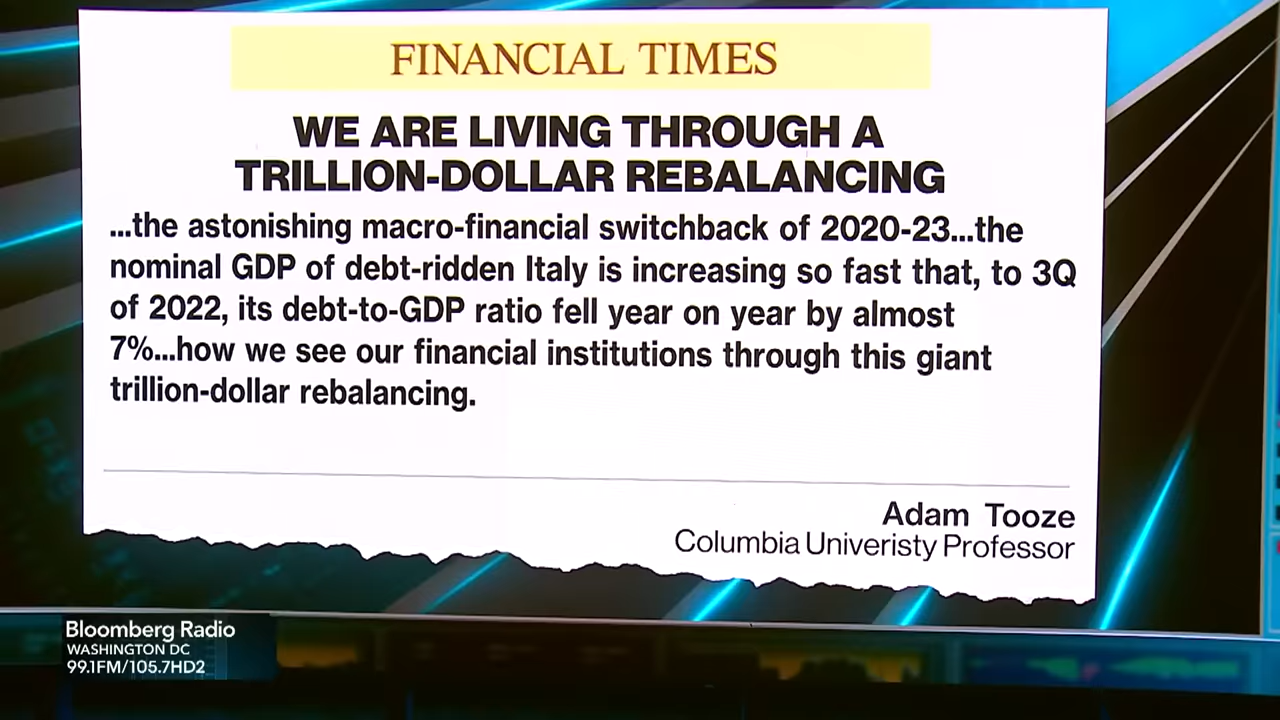 FINANCIAL TIMES
WE ARE LIVING THROUGH A
TRILLION-DOLLAR REBALANCING
...the astonishing macro-financial switchback of 2020-23...the
nominal GDP of debt-ridden Italy is increasing so fast that, to 3Q
of 2022, its debt-to-GDP ratio fell year on year by almost
7%...how we see our financial institutions through this giant
trillion-dollar rebalancing.
Adam Tooze
Columbia Univeristy Professor
Bloomberg Radio
WASHINGTON DC
99.1FM/105.7HD2